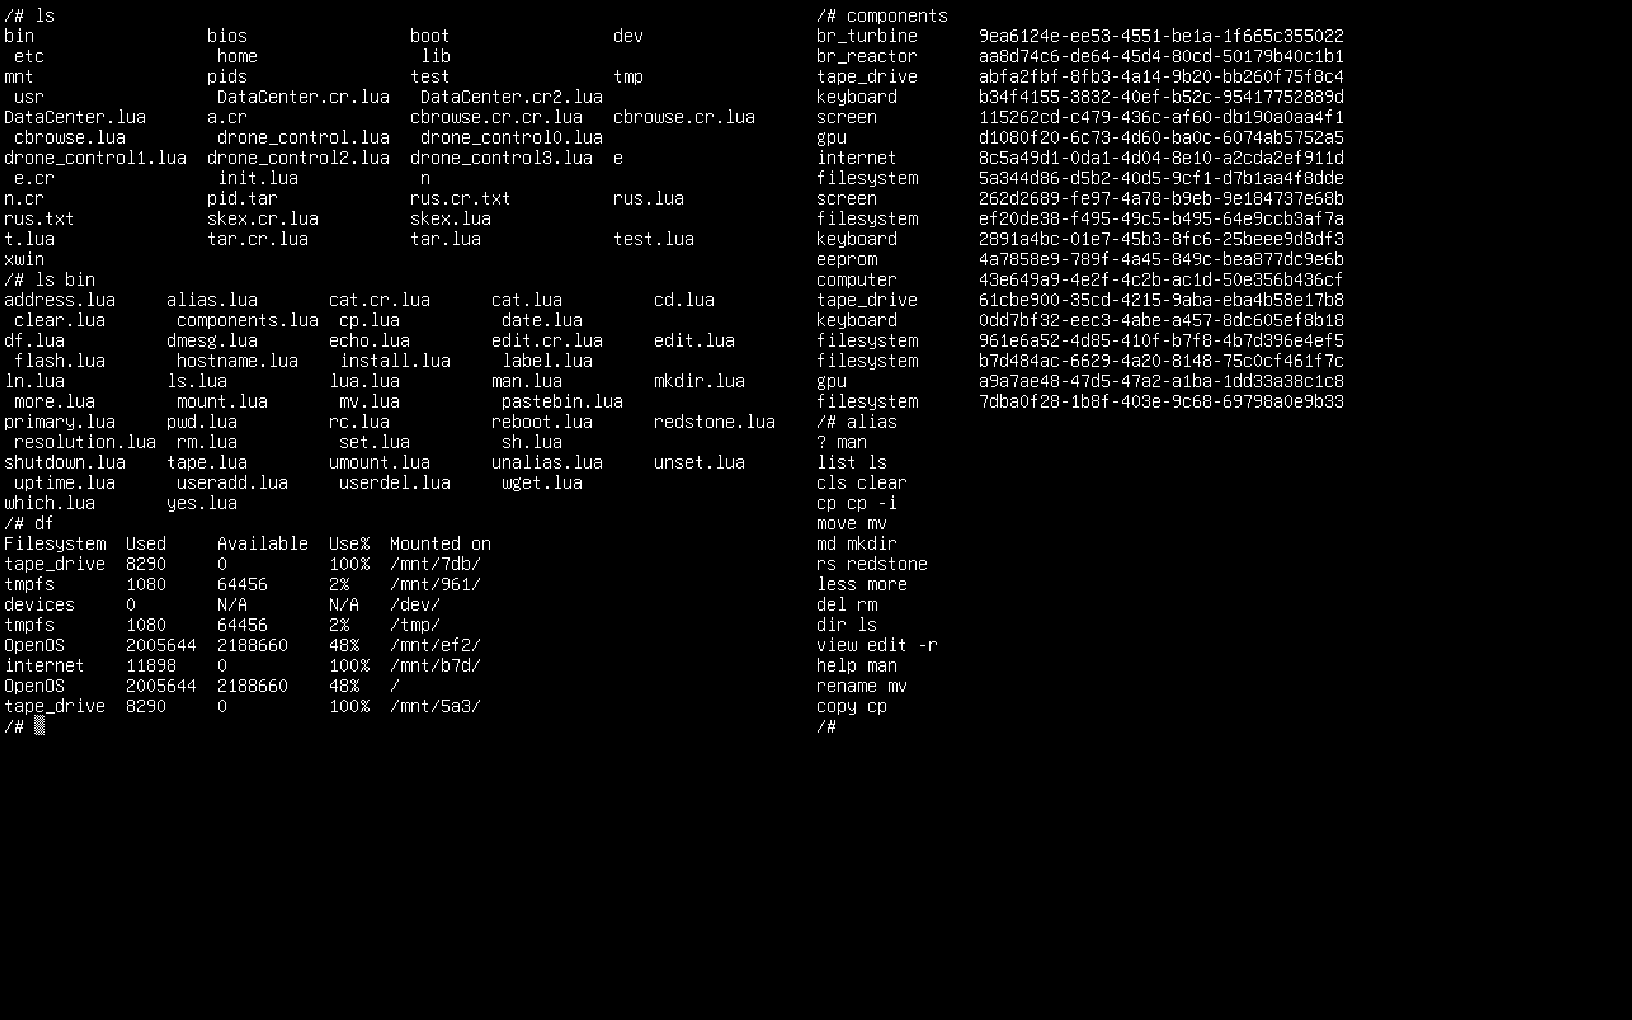 /# ls
bin bios boot dev
etc home lib
mnt pids test tmp
usr DataCenter.cr.lua DataCenter.cr2.lua
DataCenter.lua a.cr cbrowse.cr.cr.lua cbrowse.cr.lua
cbrowse.lua drone_control.lua drone_control0.lua
drone_control1.lua drone_control2.lua drone_control3.lua e
e.cr init.lua n
n.cr pid.tar rus.cr.txt rus.lua
rus.txt skex.cr.lua skex.lua
t.lua tar.cr.lua tar.lua test.lua
xwin
/# ls bin
address.lua alias.lua cat.cr.lua cat.lua cd.lua
clear.lua components.lua cp.lua date.lua
df.lua dmesg.lua echo.lua edit.cr.lua edit.lua
flash.lua hostname.lua install.lua label.lua
ln.lua ls.lua lua.lua man.lua mkdir.lua
more.lua mount.lua mv.lua pastebin.lua
primary.lua pwd.lua rc.lua reboot.lua redstone.lua
resolution.lua rm.lua set.lua sh.lua
shutdown.lua tape.lua umount.lua unalias.lua unset.lua
uptime.lua useradd.lua userdel.lua wget.lua
which.lua yes.lua
/# df
Filesystem Used Available Use% Mounted on
tape_drive 8290 0 100% /mnt/7db/
tmpfs 1080 64456 2% /mnt/961/
devices 0 N/A N/A /dev/
tmpfs 1080 64456 2% /tmp/
OpenOS 2005644 2188660 48% /mnt/ef2/
internet 11898 0 100% /mnt/b7d/
OpenOS 2005644 2188660 48% /
tape_drive 8290 0 100% /mnt/5a3/
/#
/# components
br_turbine 9ea6124e-ee53-4551-be1a-1f665c355022
br_reactor aa8d74c6-de64-45d4-80cd-50179b40c1b1
tape_drive abfa2fbf-8fb3-4a14-9b20-bb260f75f8c4
keyboard b34f4155-3832-40ef-b52c-95417752889d
screen 115262cd-c479-436c-af60-db190a0aa4f1
gpu d1080f20-6c73-4d60-ba0c-6074ab5752a5
internet 8c5a49d1-0da1-4d04-8e10-a2cda2ef911d
filesystem 5a344d86-d5b2-40d5-9cf1-d7b1aa4f8dde
screen 262d2689-fe97-4a78-b9eb-9e184737e68b
filesystem ef20de38-f495-49c5-b495-64e9ccb3af7a
keyboard 2891a4bc-01e7-45b3-8fc6-25beee9d8df3
eeprom 4a7858e9-789f-4a45-849c-bea877dc9e6b
computer 43e649a9-4e2f-4c2b-ac1d-50e356b436cf
tape_drive 61cbe900-35cd-4215-9aba-eba4b58e17b8
keyboard 0dd7bf32-eec3-4abe-a457-8dc605ef8b18
filesystem 961e6a52-4d85-410f-b7f8-4b7d396e4ef5
filesystem b7d484ac-6629-4a20-8148-75c0cf461f7c
gpu a9a7ae48-47d5-47a2-a1ba-1dd33a38c1c8
filesystem 7dba0f28-1b8f-403e-9c68-69798a0e9b33
/# alias
? man
list ls
cls clear
cp cp -i
move mv
md mkdir
rs redstone
less more
del rm
dir ls
view edit -r
help man
rename mv
copy cp
/#